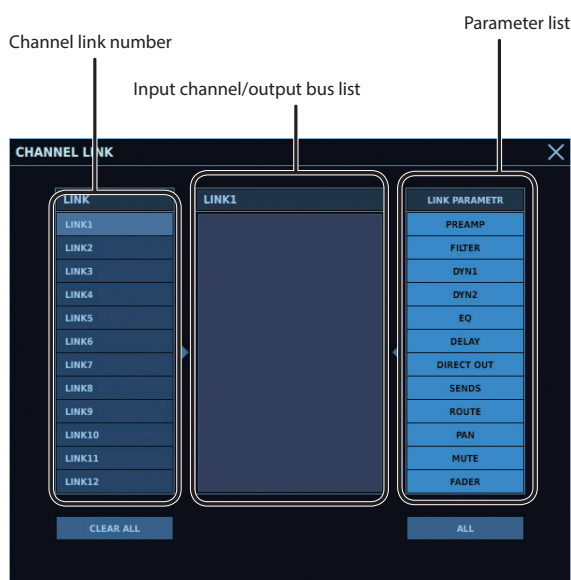 Parameter list
Channel link number
Input channel/output bus list
CHANNEL LINK
LINK
LINK1
LINK2
LINK3
LINK4
LINK5
LINK6
LINK7
LINK8
LINK9
LINK10
LINK11
LINK12
CLEAR ALL
LINK1
LINK PARAMETR
PREAMP
FILTER
DYN1
DYN2
EQ
DELAY
DIRECT OUT
SENDS
ROUTE
PAN
MUTE
FADER
ALL